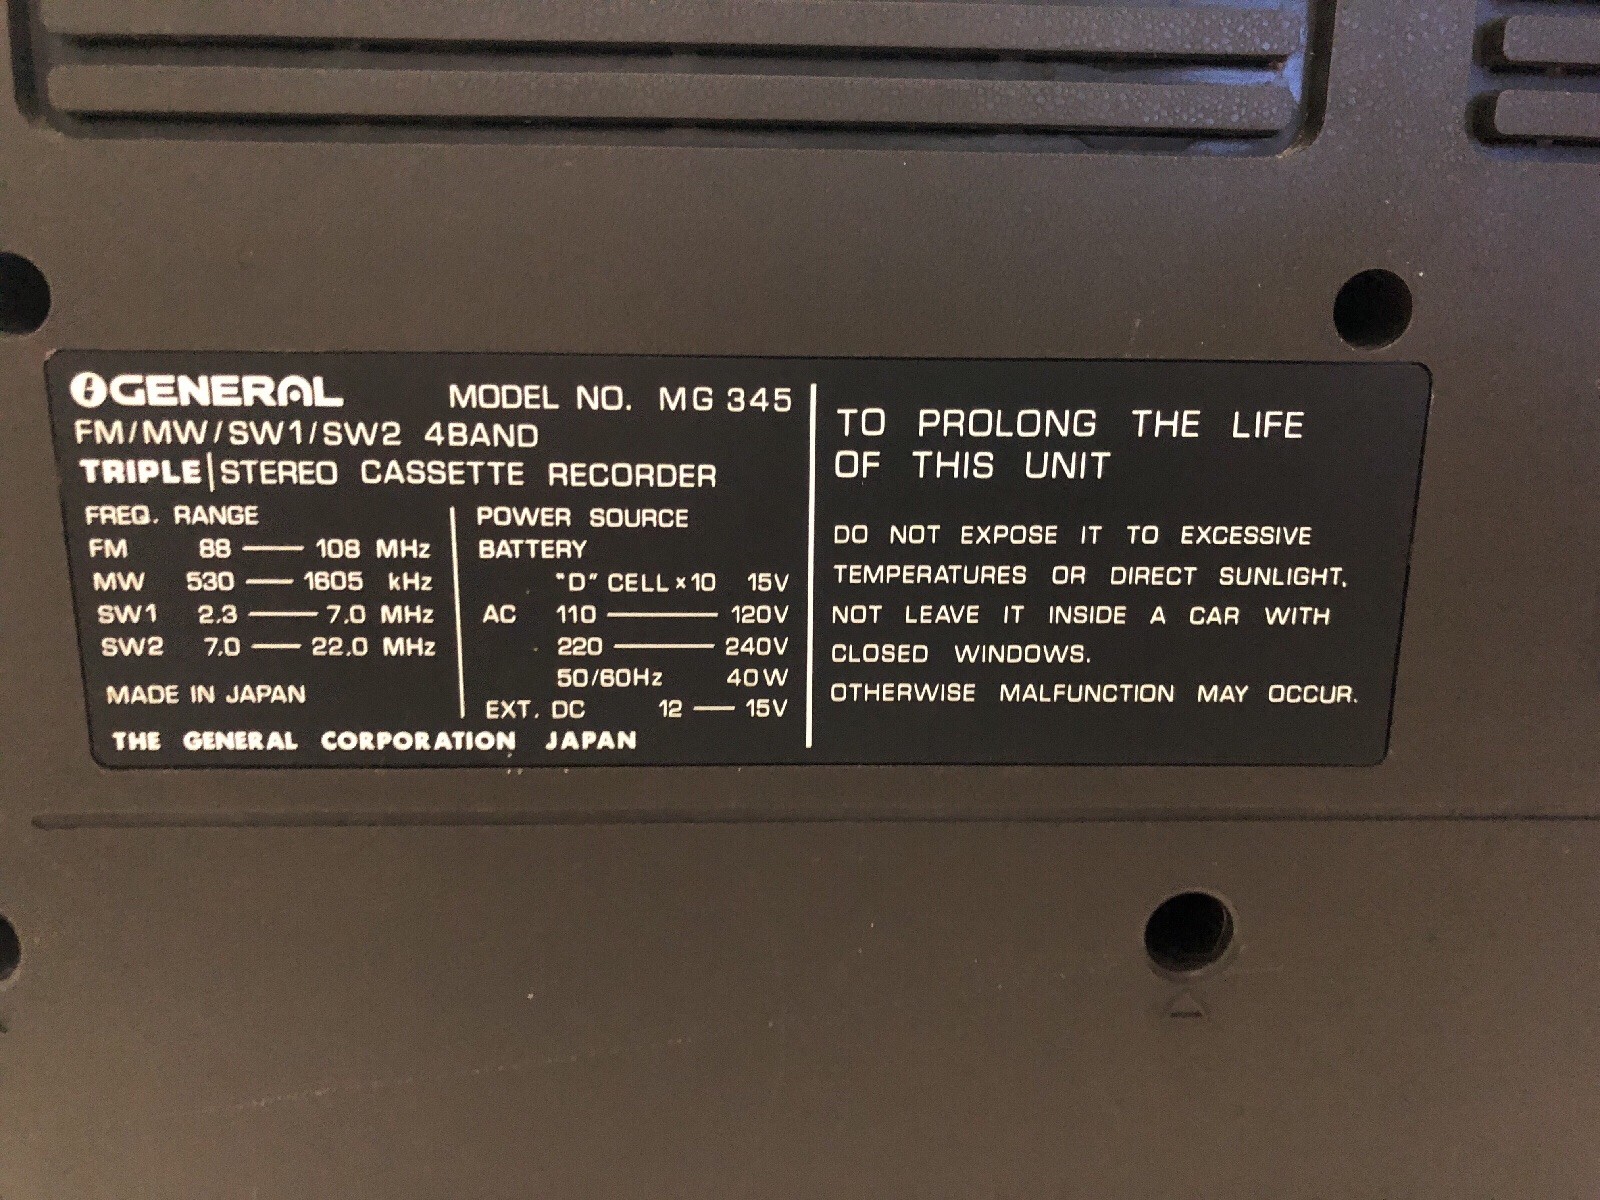 GENERAL MODEL NO. MG 345
FM/MW/SW1/SW2 4BAND
TRIPLE|STEREO CASSETTE RECORDER
FREQ. RANGE
FM 88 — 108 MHz
MW 530 — 1605 kHz
SW1 2.3 — 7.0 MHz
SW2 7.0 — 22.0 MHz
MADE IN JAPAN
POWER SOURCE
BATTERY
"D" CELL×10 15V
AC 110 — 120V
220 — 240V
50/60Hz 40W
EXT. DC 12 — 15V
THE GENERAL CORPORATION JAPAN
TO PROLONG THE LIFE
OF THIS UNIT
DO NOT EXPOSE IT TO EXCESSIVE
TEMPERATURES OR DIRECT SUNLIGHT,
NOT LEAVE IT INSIDE A CAR WITH
CLOSED WINDOWS.
OTHERWISE MALFUNCTION MAY OCCUR.